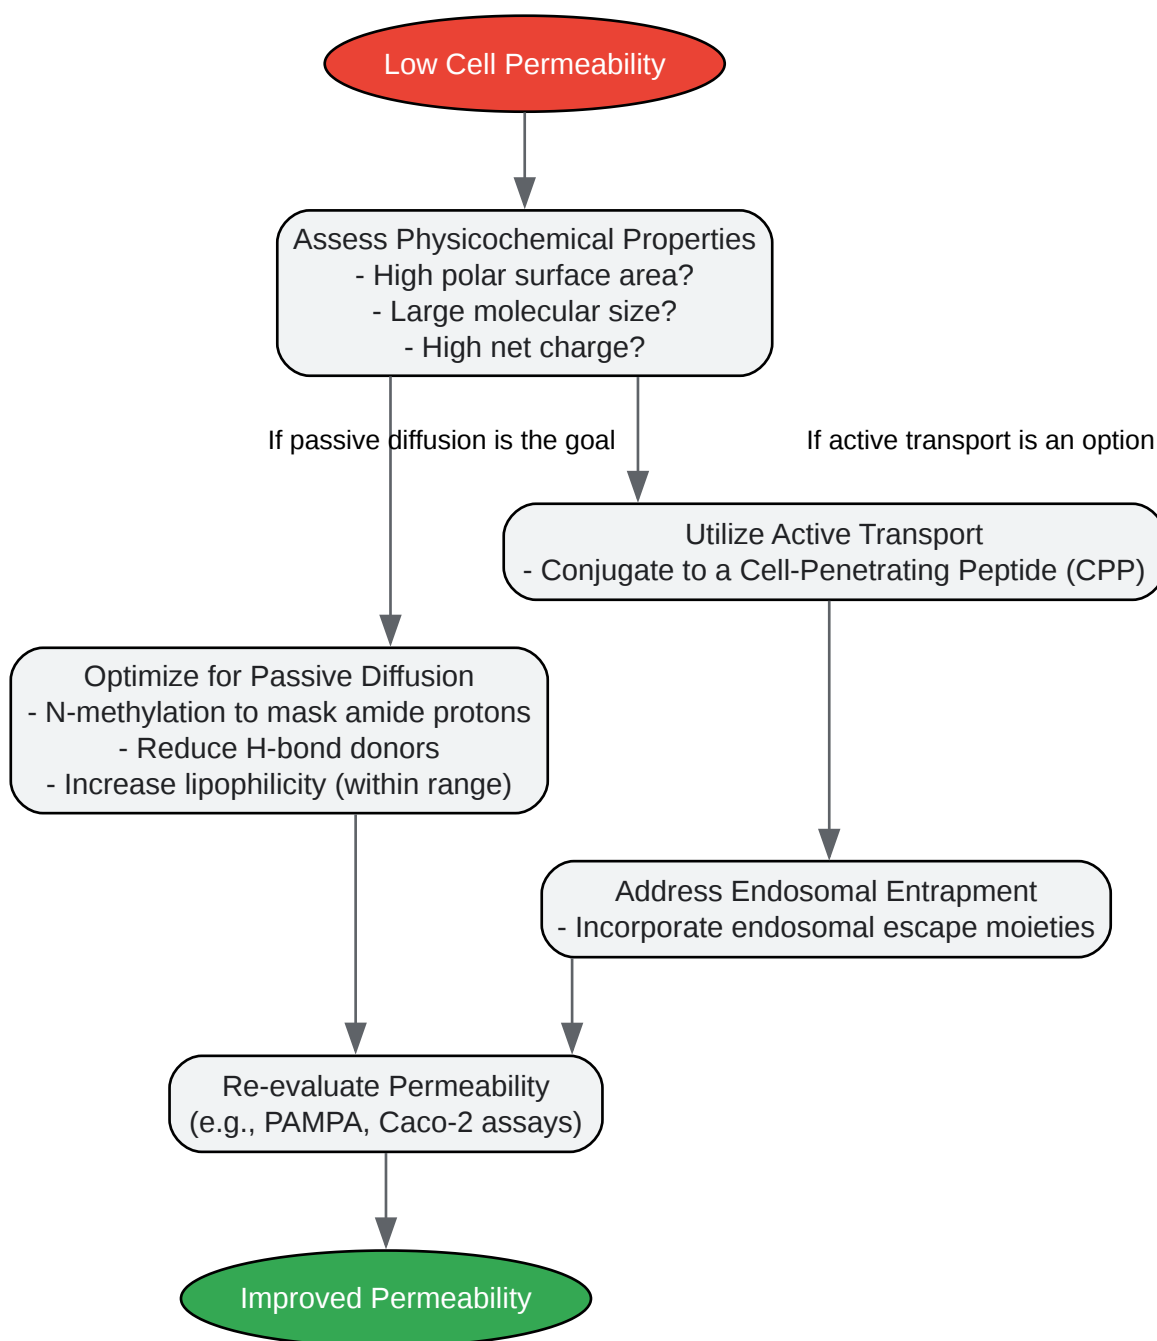 Low Cell Permeability
Assess Physicochemical Properties
- High polar surface area?
- Large molecular size?
- High net charge?
If passive diffusion is the goal
If active transport is an option
Utilize Active Transport
- Conjugate to a Cell-Penetrating Peptide (CPP)
Optimize for Passive Diffusion
- N-methylation to mask amide protons
- Reduce H-bond donors
- Increase lipophilicity (within range)
Address Endosomal Entrapment
- Incorporate endosomal escape moieties
Re-evaluate Permeability
(e.g., PAMPA, Caco-2 assays)
Improved Permeability